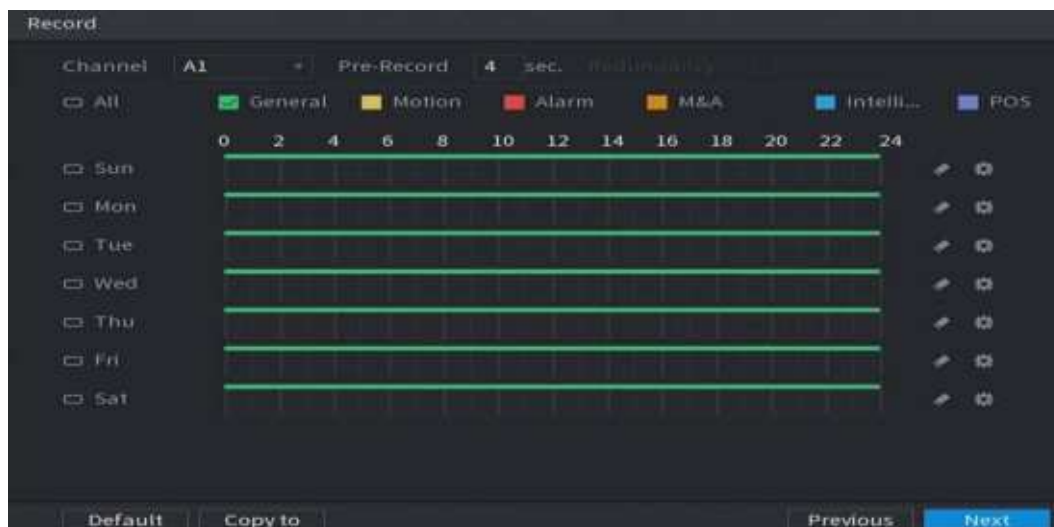 Record
Channel A1 Pre-Record 4 sec. Redundancy
All General Motion Alarm M&A Intelli... POS
0 2 4 6 8 10 12 14 16 18 20 22 24
Sun
Mon
Tue
Wed
Thu
Fri
Sat
Default Copy to Previous Next